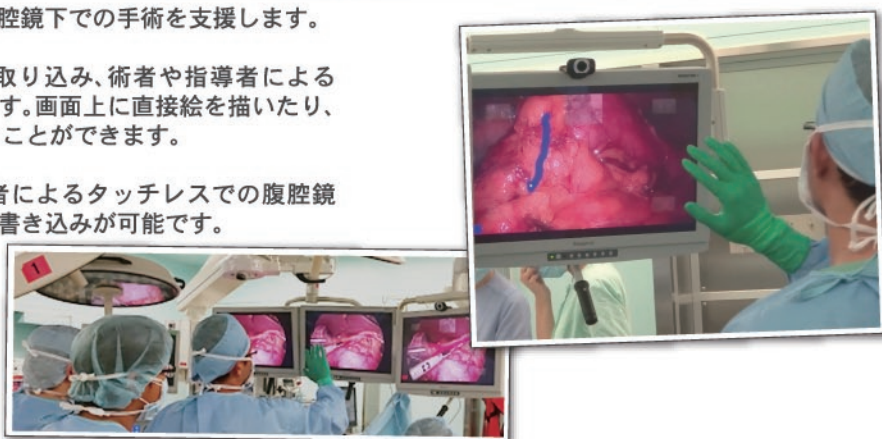 腔鏡下での手術を支援します。
取り込み、術者や指導者による
す。画面上に直接絵を描いたり、
ことができます。
者によるタッチレスでの腹腔鏡
書き込みが可能です。
1